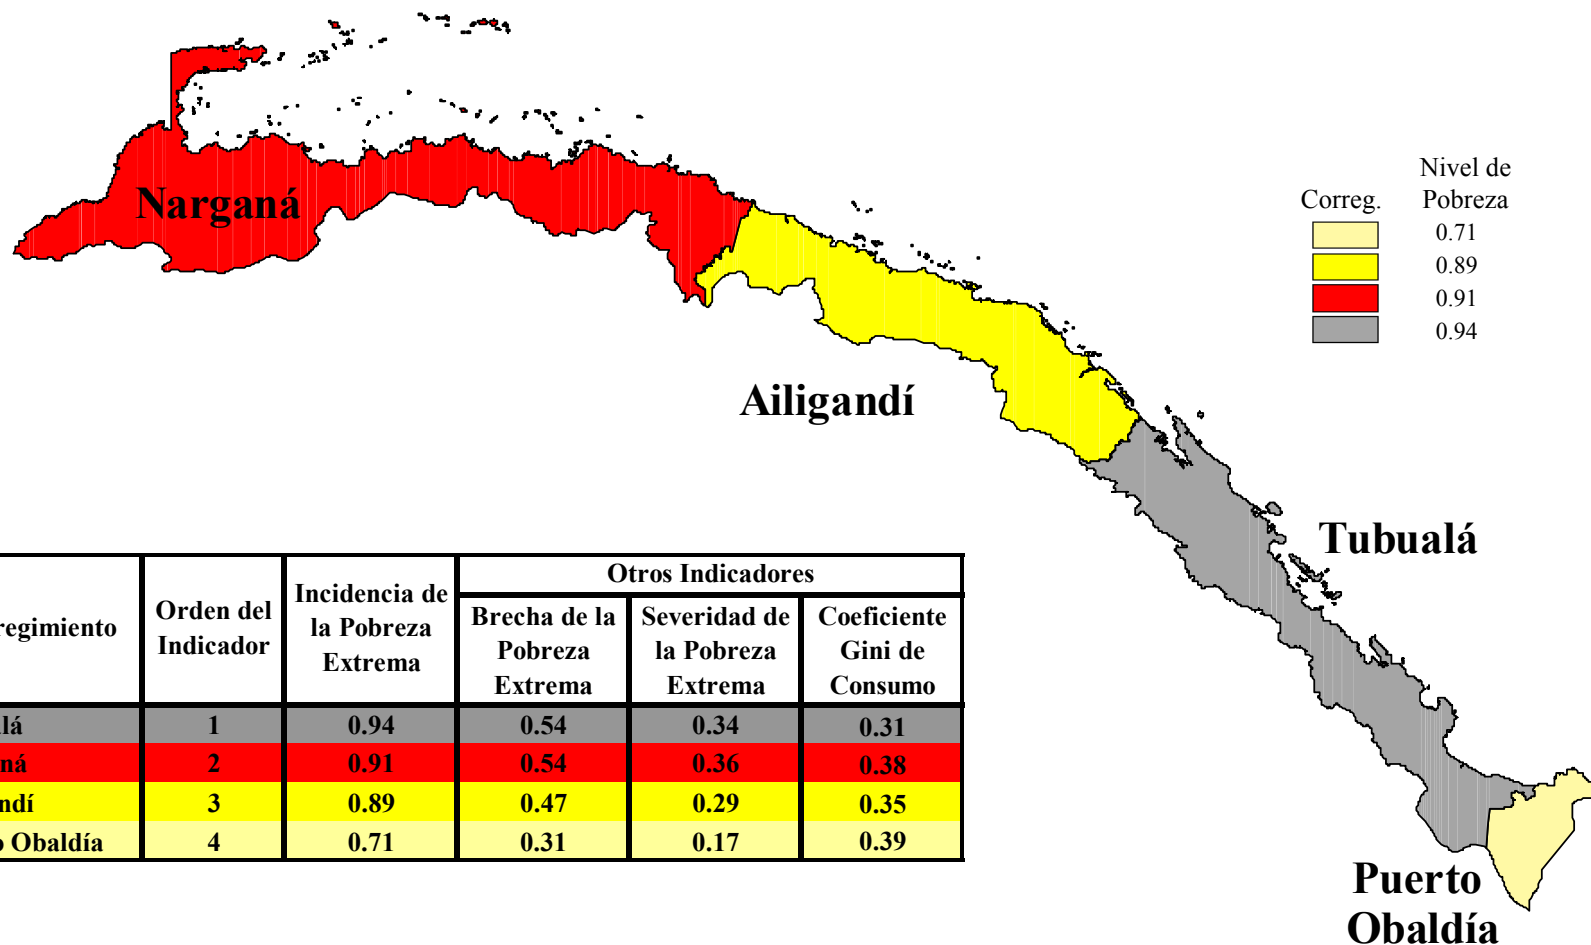 Narganá
Ailigandí
Tubualá
Puerto
Obaldía
Nivel de
Correg. Pobreza
0.71
0.89
0.91
0.94
regimiento Orden del Indicador Incidencia de la Pobreza Extrema Otros Indicadores
Brecha de la Pobreza Extrema Severidad de la Pobreza Extrema Coeficiente Gini de Consumo
lá 1 0.94 0.54 0.34 0.31
ná 2 0.91 0.54 0.36 0.38
ndí 3 0.89 0.47 0.29 0.35
o Obaldía 4 0.71 0.31 0.17 0.39